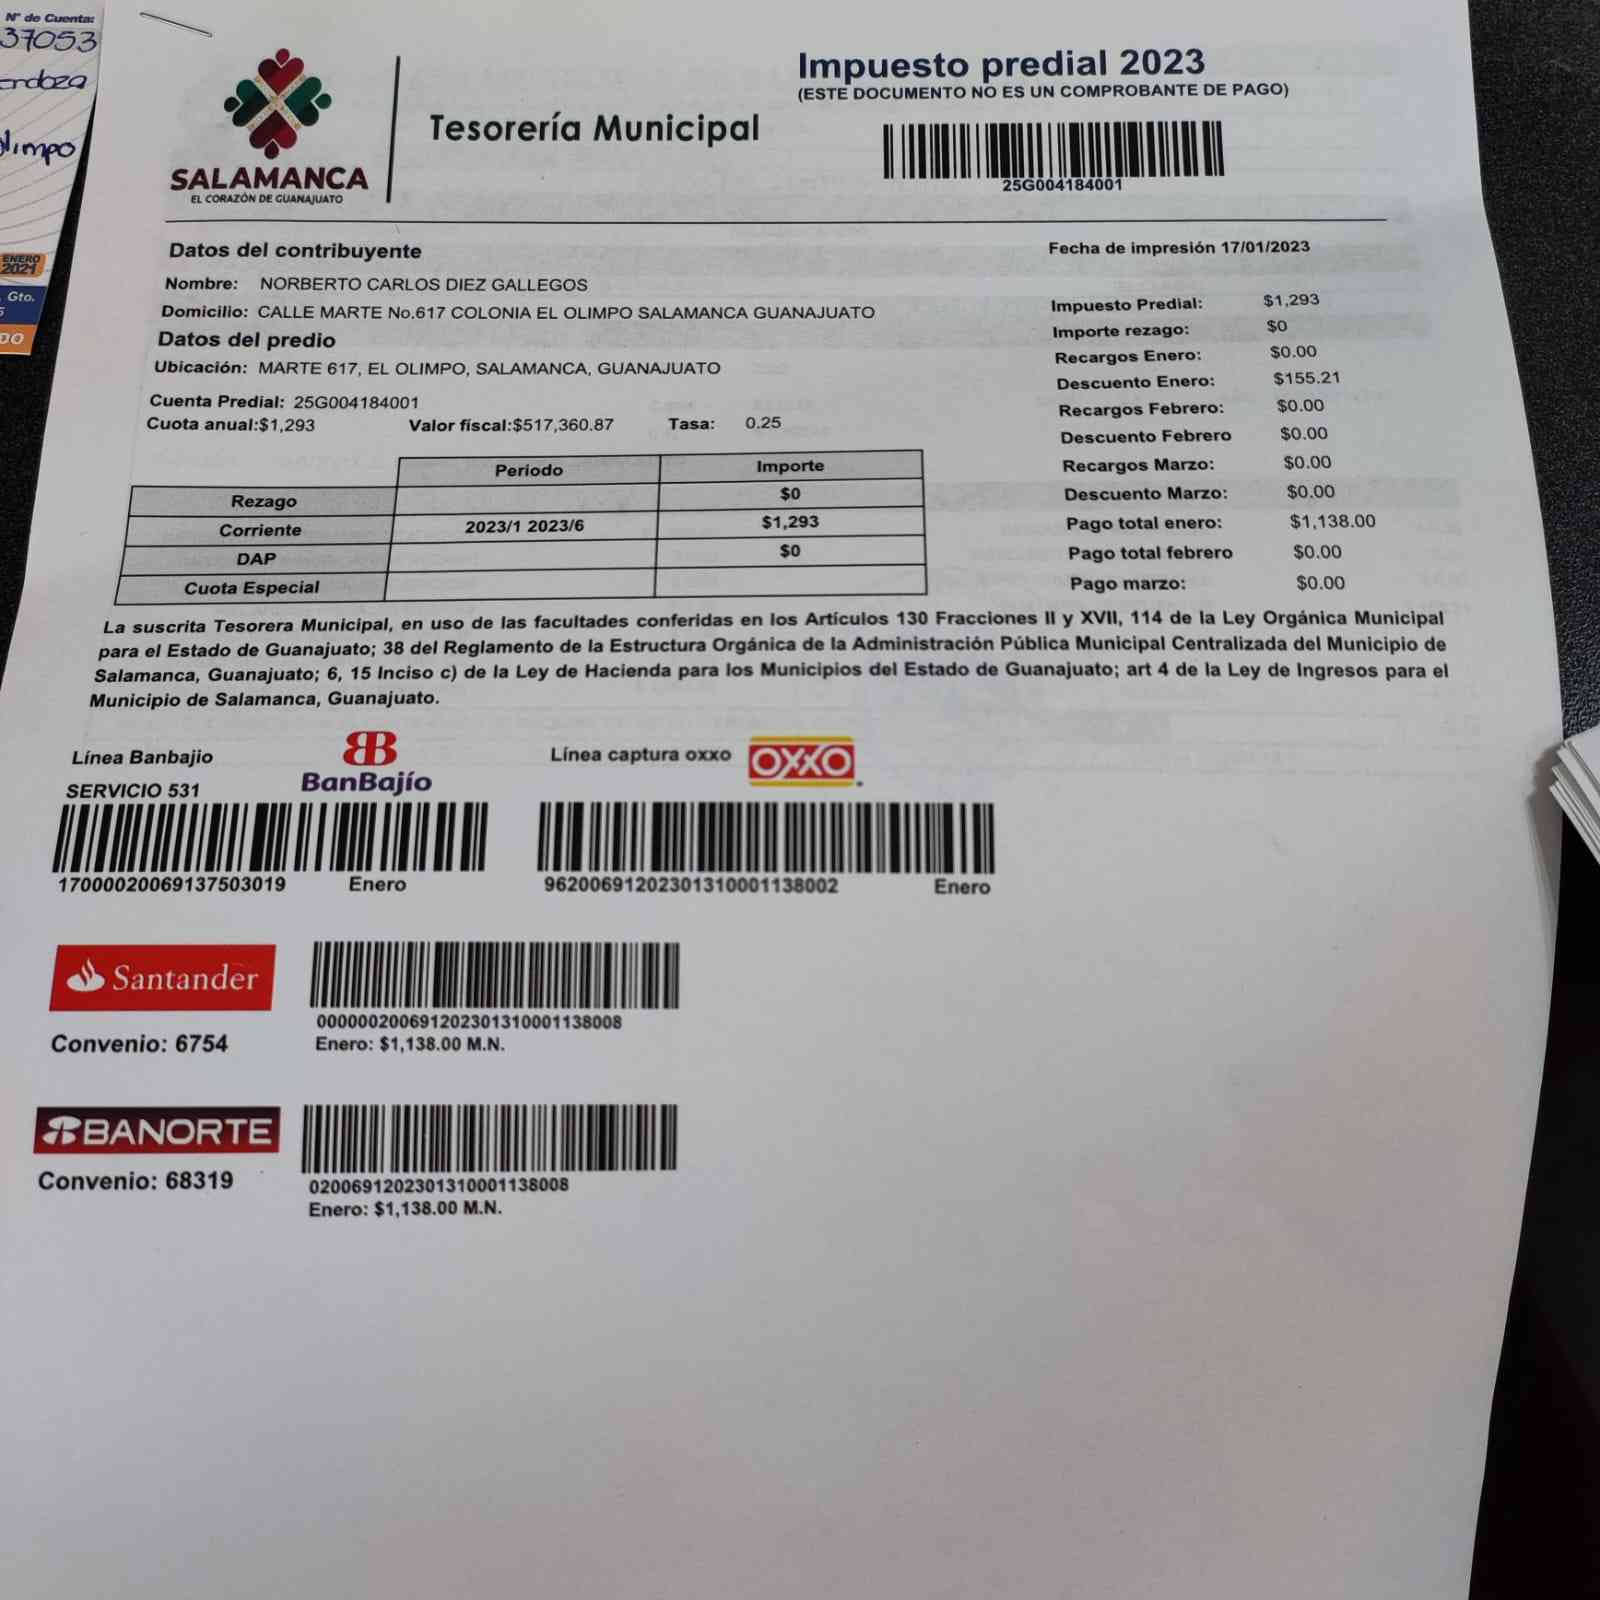 N° de Cuenta:
37053
endoza
Olimpo
ENERO
2021
Gto.
SALAMANCA
EL CORAZÓN DE GUANAJUATO
Tesorería Municipal
Impuesto predial 2023
(ESTE DOCUMENTO NO ES UN COMPROBANTE DE PAGO)
25G004184001
Datos del contribuyente
Fecha de impresión 17/01/2023
Nombre: NORBERTO CARLOS DIEZ GALLEGOS
Domicilio: CALLE MARTE No.617 COLONIA EL OLIMPO SALAMANCA GUANAJUATO
Datos del predio
Ubicación: MARTE 617, EL OLIMPO, SALAMANCA, GUANAJUATO
Cuenta Predial: 25G004184001
Cuota anual:$1,293 Valor fiscal:$517,360.87 Tasa: 0.25
Impuesto Predial: $1,293
Importe rezago: $0
Recargos Enero: $0.00
Descuento Enero: $155.21
Recargos Febrero: $0.00
Descuento Febrero $0.00
Recargos Marzo: $0.00
Descuento Marzo: $0.00
Pago total enero: $1,138.00
Pago total febrero $0.00
Pago marzo: $0.00
Periodo Importe
Rezago $0
Corriente 2023/1 2023/6 $1,293
DAP $0
Cuota Especial
La suscrita Tesorera Municipal, en uso de las facultades conferidas en los Artículos 130 Fracciones II y XVII, 114 de la Ley Orgánica Municipal
para el Estado de Guanajuato; 38 del Reglamento de la Estructura Orgánica de la Administración Pública Municipal Centralizada del Municipio de
Salamanca, Guanajuato; 6, 15 Inciso c) de la Ley de Hacienda para los Municipios del Estado de Guanajuato; art 4 de la Ley de Ingresos para el
Municipio de Salamanca, Guanajuato.
Línea Banbajio
SERVICIO 531
BanBajío
Línea captura oxxo OXXO
17000020069137503019 Enero
96200691202301310001138002 Enero
Santander
Convenio: 6754
000000200691202301310001138008
Enero: $1,138.00 M.N.
BANORTE
Convenio: 68319
0200691202301310001138008
Enero: $1,138.00 M.N.